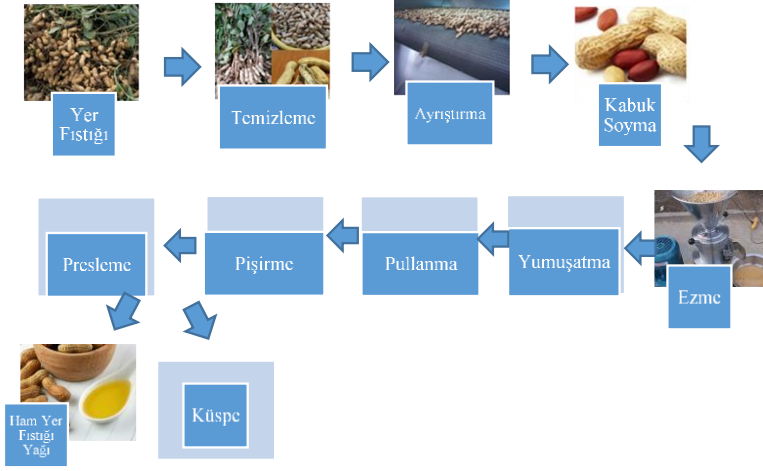 Yer
Fıstığı
Temizleme
Ayrıştırma
Kabuk
Soyma
Ezme
Yumuşatma
Pullanma
Pişirme
Presleme
Ham Yer
Fıstığı
Yağı
Küspe